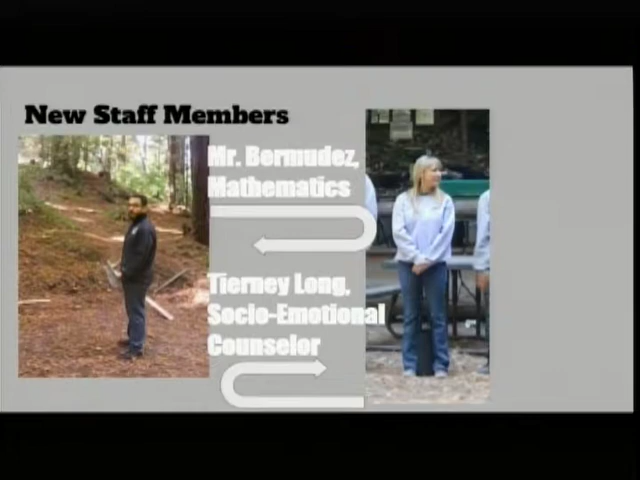 New Staff Members
Mr. Bermudez,
Mathematics
Tierney Long,
Socio-Emotional
Counselor